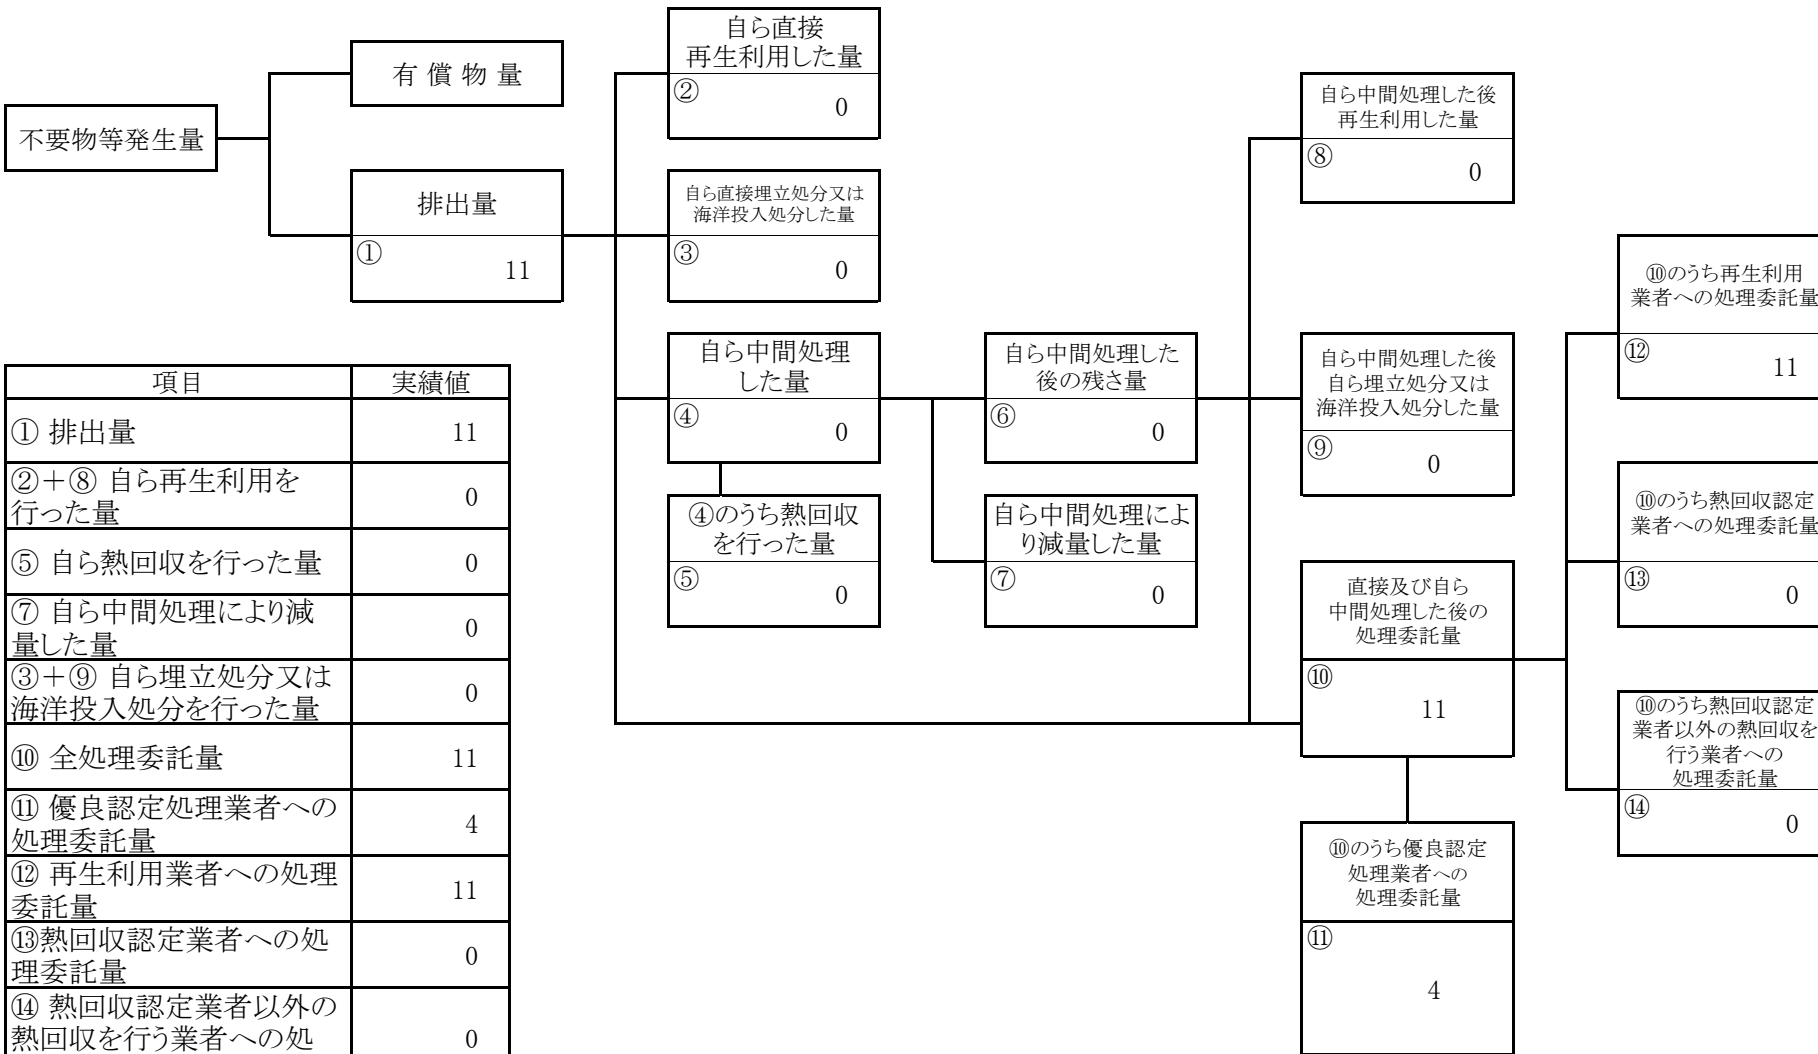 不要物等発生量
有 償 物 量
排出量
①
11
自ら直接
再生利用した量
②
0
自ら直接埋立処分又は
海洋投入処分した量
③
0
自ら中間処理
した量
④
0
④のうち熱回収
を行った量
⑤
0
自ら中間処理した
後の残さ量
⑥
0
自ら中間処理によ
り減量した量
⑦
0
自ら中間処理した後
再生利用した量
⑧
0
自ら中間処理した後
自ら埋立処分又は
海洋投入処分した量
⑨
0
直接及び自ら
中間処理した後の
処理委託量
⑩
11
⑩のうち優良認定
処理業者への
処理委託量
⑪
4
⑩のうち再生利用
業者への処理委託量
⑫
11
⑩のうち熱回収認定
業者への処理委託量
⑬
0
⑩のうち熱回収認定
業者以外の熱回収を
行う業者への
処理委託量
⑭
0
項目 実績値
① 排出量 11
②+⑧ 自ら再生利用を
行った量 0
⑤ 自ら熱回収を行った量 0
⑦ 自ら中間処理により減
量した量 0
③+⑨ 自ら埋立処分又は
海洋投入処分を行った量 0
⑩ 全処理委託量 11
⑪ 優良認定処理業者への
処理委託量 4
⑫ 再生利用業者への処理
委託量 11
⑬熱回収認定業者への処
理委託量 0
⑭ 熱回収認定業者以外の
熱回収を行う業者への処 0